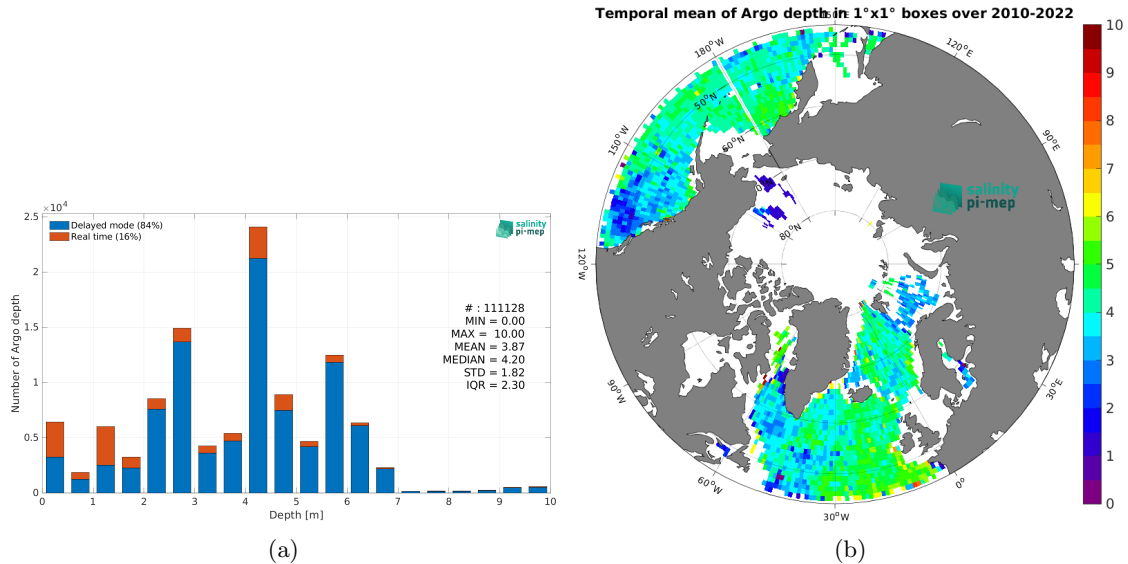 Temporal mean of Argo depth in 1°x1° boxes over 2010-2022
×10⁴
2.5
2
1.5
1
0.5
0
Number of Argo depth
Delayed mode (84%)
Real time (16%)
salinity
pi-mep
# : 111128
MIN = 0.00
MAX = 10.00
MEAN = 3.87
MEDIAN = 4.20
STD = 1.82
IQR = 2.30
0 1 2 3 4 5 6 7 8 9 10
Depth [m]
(a)
150°E
180°W
120°E
150°W
50°N
60°N
90°E
80°N
salinity
pi-mep
120°W
90°W
30°E
60°W
0°
30°W
10
9
8
7
6
5
4
3
2
1
0
(b)